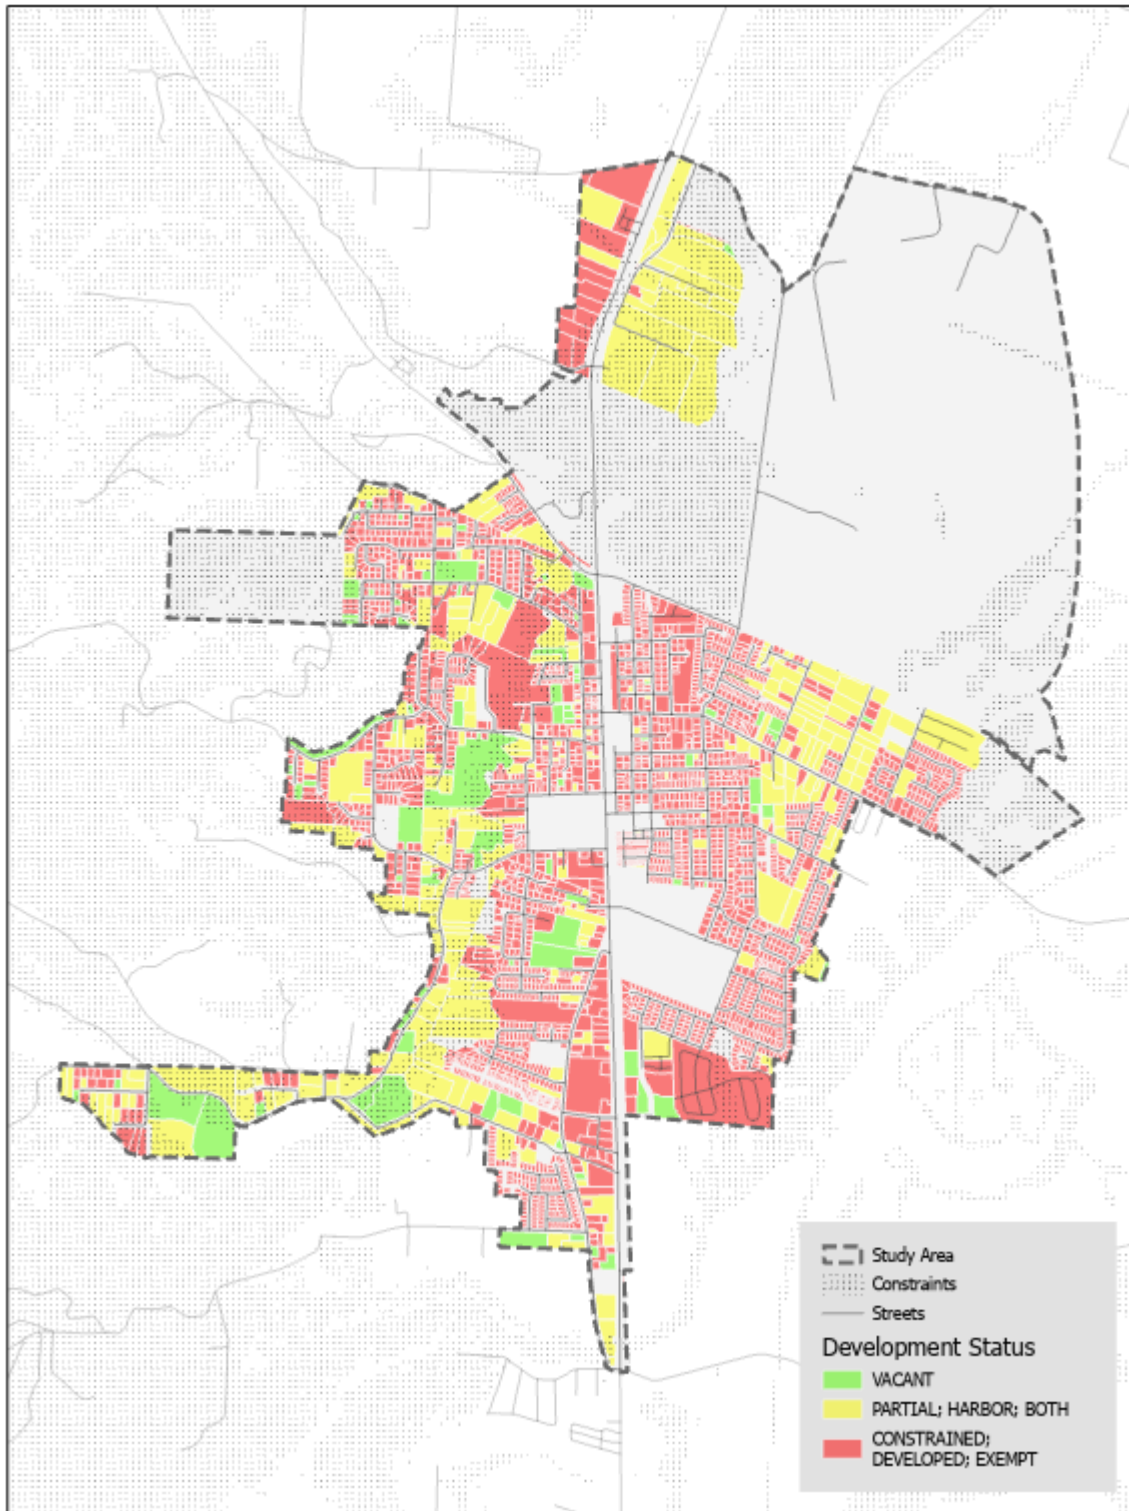 Study Area
Constraints
Streets
Development Status
VACANT
PARTIAL; HARBOR; BOTH
CONSTRAINED;
DEVELOPED; EXEMPT